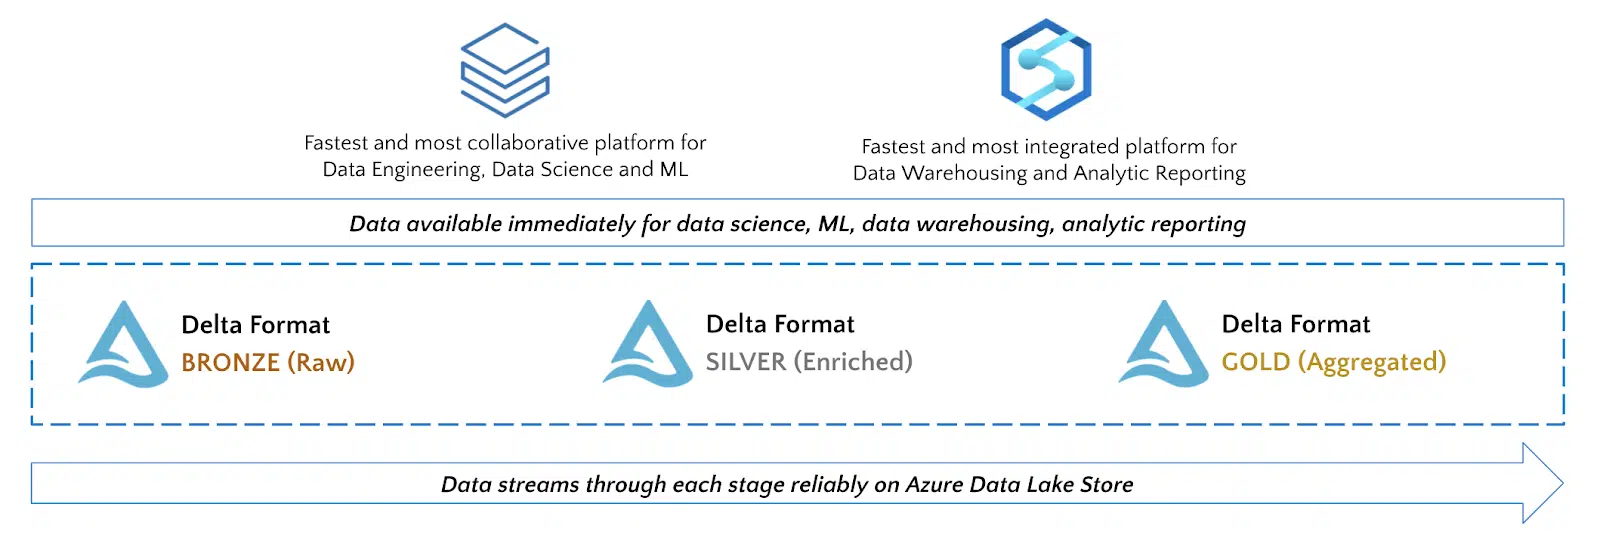 Fastest and most collaborative platform for
Data Engineering, Data Science and ML
Fastest and most integrated platform for
Data Warehousing and Analytic Reporting
Data available immediately for data science, ML, data warehousing, analytic reporting
Delta Format
BRONZE (Raw)
Delta Format
SILVER (Enriched)
Delta Format
GOLD (Aggregated)
Data streams through each stage reliably on Azure Data Lake Store